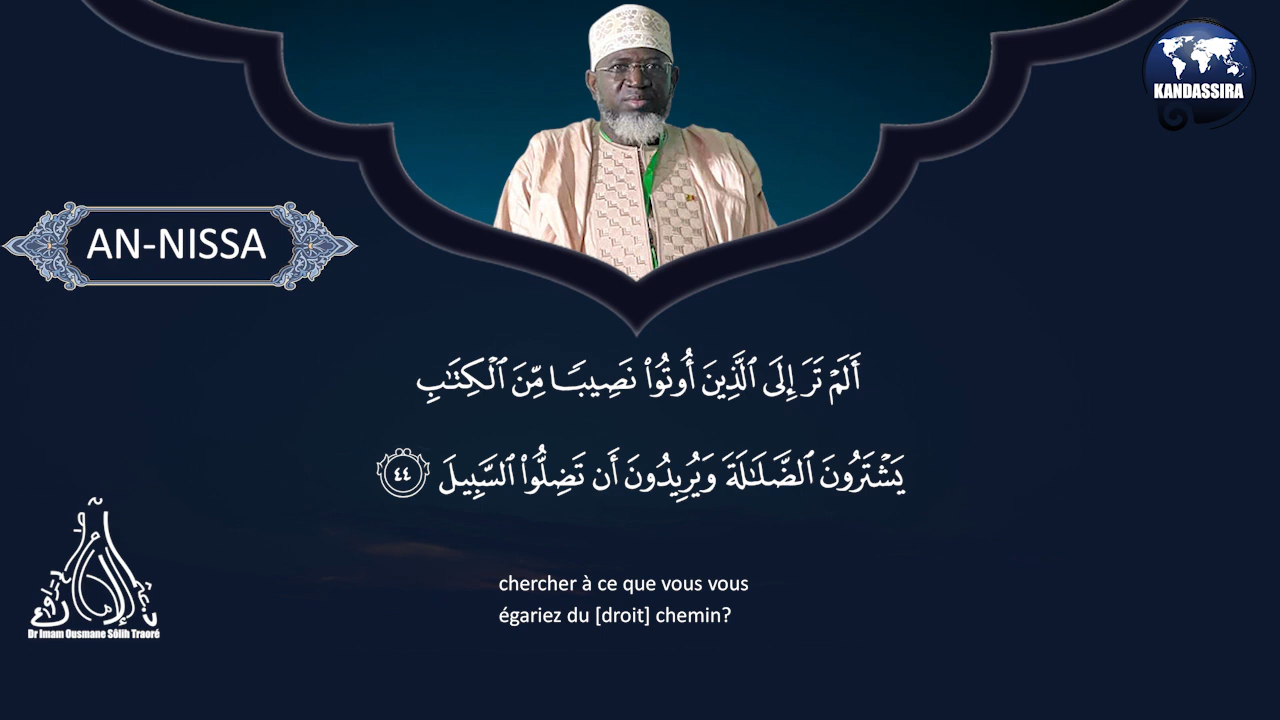 KANDASSIRA
AN-NISSA
أَلَمۡ تَرَ إِلَى ٱلَّذِينَ أُوتُواْ نَصِيبٗا مِّنَ ٱلۡكِتَٰبِ
يَشۡتَرُونَ ٱلضَّلَٰلَةَ وَيُرِيدُونَ أَن تَضِلُّواْ ٱلسَّبِيلَ ٤٤
chercher à ce que vous vous
égariez du [droit] chemin?
Dr Imam Ousmane Sôlih Traoré